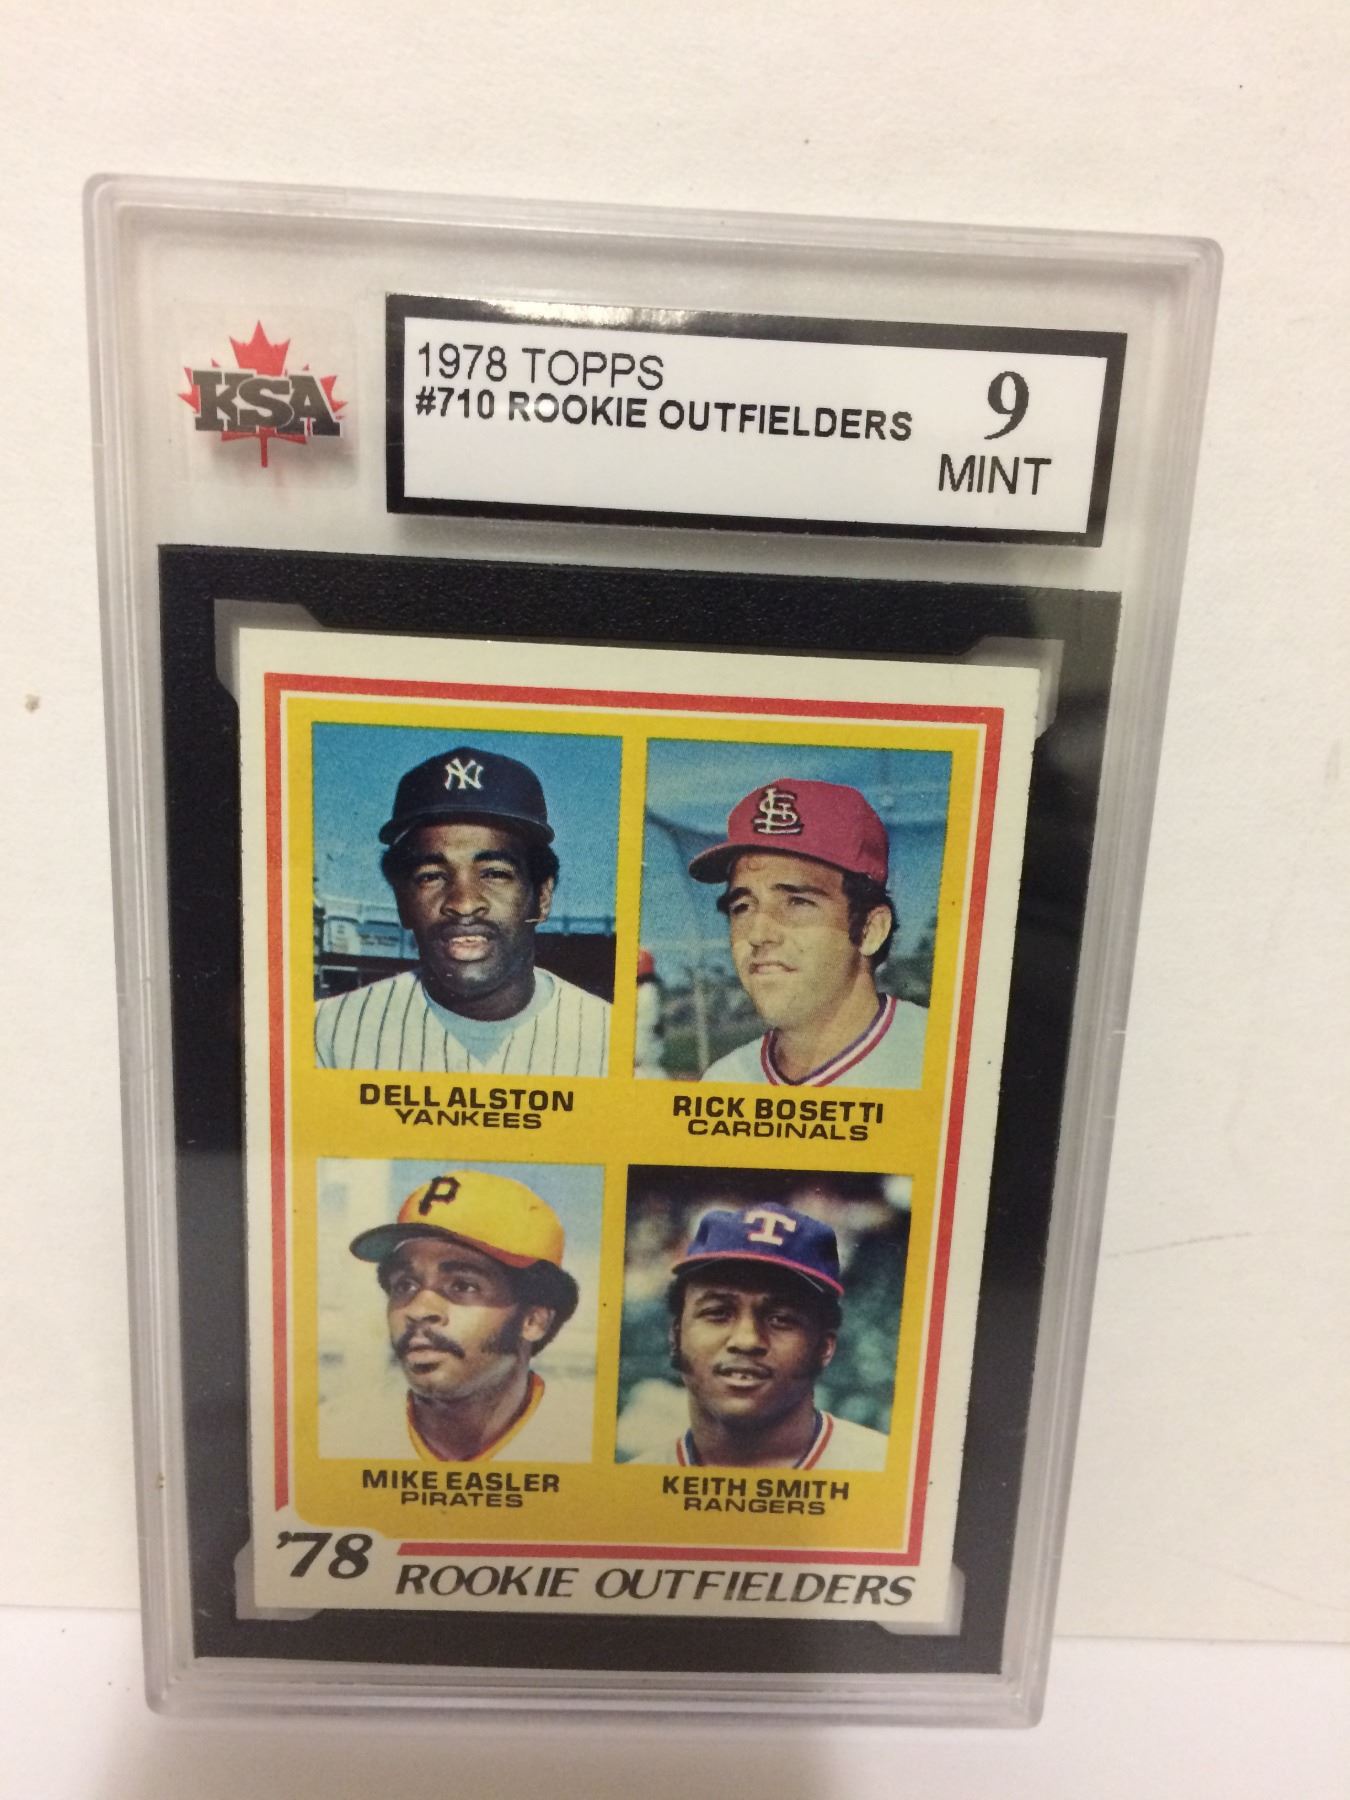 KSA
1978 TOPPS
#710 ROOKIE OUTFIELDERS
9
MINT
NY
STL
DELL ALSTON
YANKEES
RICK BOSETTI
CARDINALS
P
T
MIKE EASLER
PIRATES
KEITH SMITH
RANGERS
'78
ROOKIE OUTFIELDERS